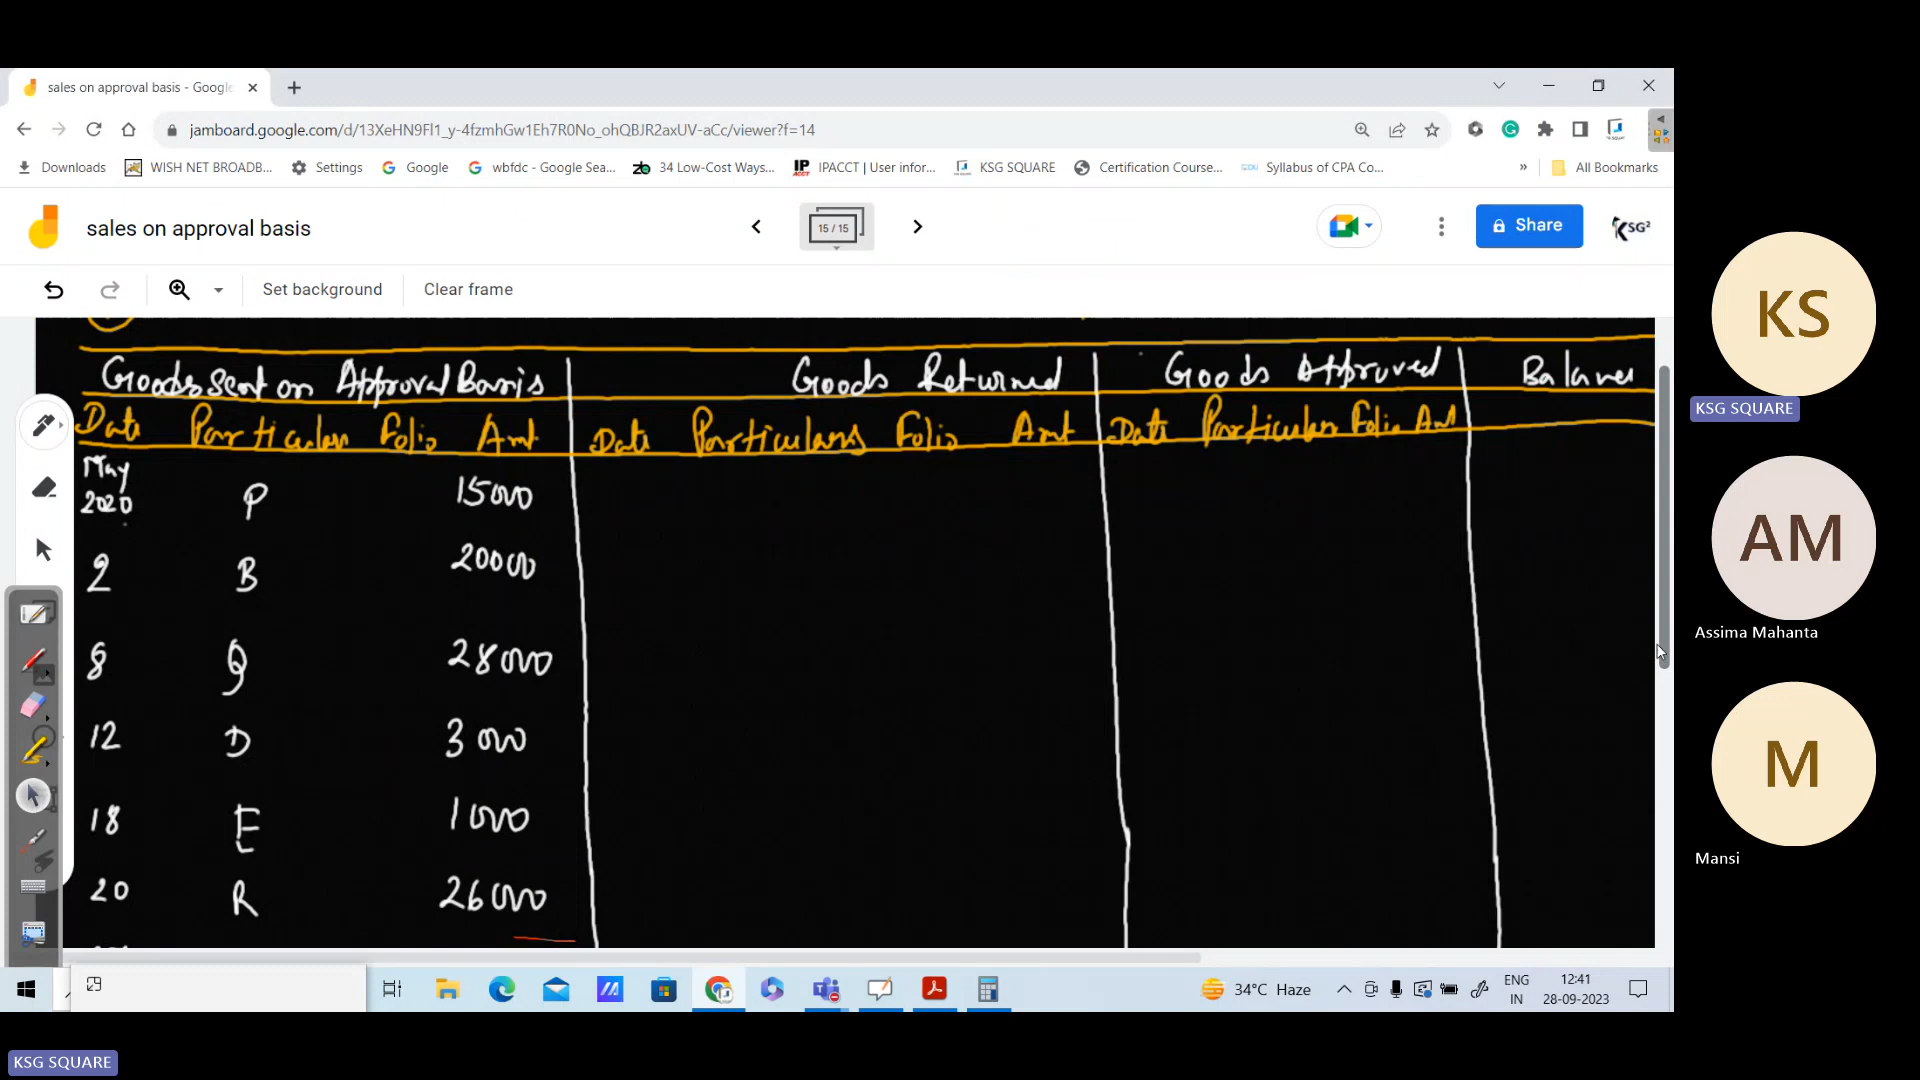 sales on approval basis - Google
jamboard.google.com/d/13XeHN9Fl1_y-4fzmhGw1Eh7R0No_ohQBJR2axUV-aCc/viewer?f=14
Downloads WISH NET BROADB... Settings Google wbfdc - Google Sea... 34 Low-Cost Ways... IPACCT | User infor... KSG SQUARE Certification Course... Syllabus of CPA Co... » All Bookmarks
sales on approval basis
15 / 15
Share
KSG²
Set background Clear frame
Goods Sent on Approval Basis Goods Returned Goods Approved Balance
Date Particulars Folio Amt Date Particulars Folio Amt Date Particulars Folio Amt
May
2020 P 15000
2 B 20000
8 Q 28000
12 D 3000
18 E 1000
20 R 26000
34°C Haze
ENG
IN
12:41
28-09-2023
KS
KSG SQUARE
AM
Assima Mahanta
M
Mansi
KSG SQUARE